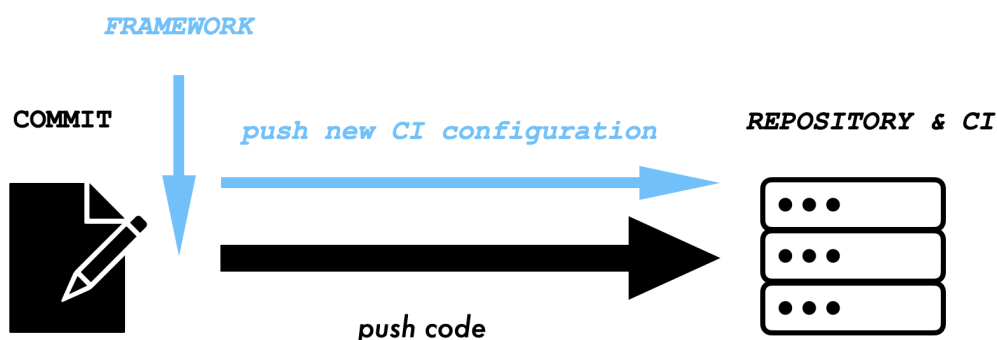 FRAMEWORK
COMMIT
push new CI configuration
REPOSITORY & CI
push code